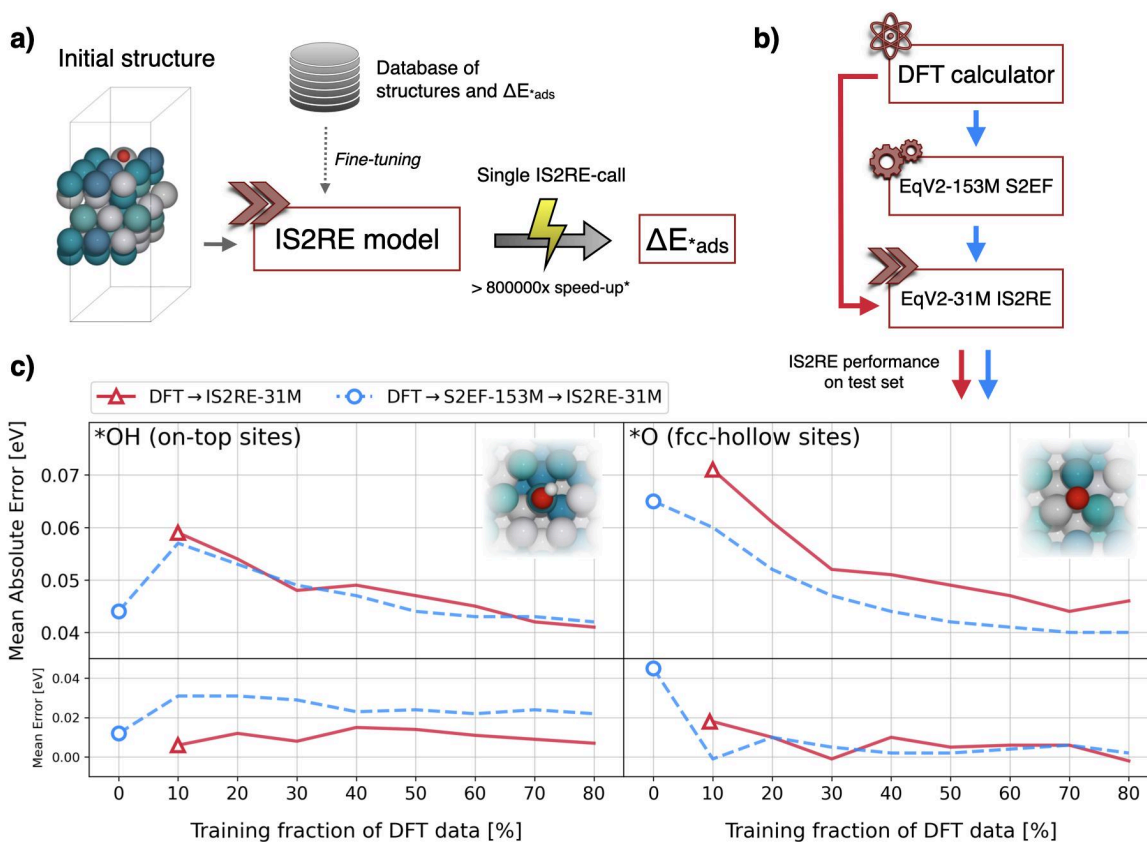 a)
Initial structure
Database of
structures and ΔE*ads
Fine-tuning
IS2RE model
Single IS2RE-call
> 800000x speed-up*
ΔE*ads
b)
DFT calculator
EqV2-153M S2EF
EqV2-31M IS2RE
IS2RE performance
on test set
c)
DFT→IS2RE-31M
DFT→S2EF-153M→IS2RE-31M
*OH (on-top sites)
*O (fcc-hollow sites)
Mean Absolute Error [eV]
0.07
0.06
0.05
0.04
Mean Error [eV]
0.04
0.02
0.00
0 10 20 30 40 50 60 70 80
0 10 20 30 40 50 60 70 80
Training fraction of DFT data [%]
Training fraction of DFT data [%]